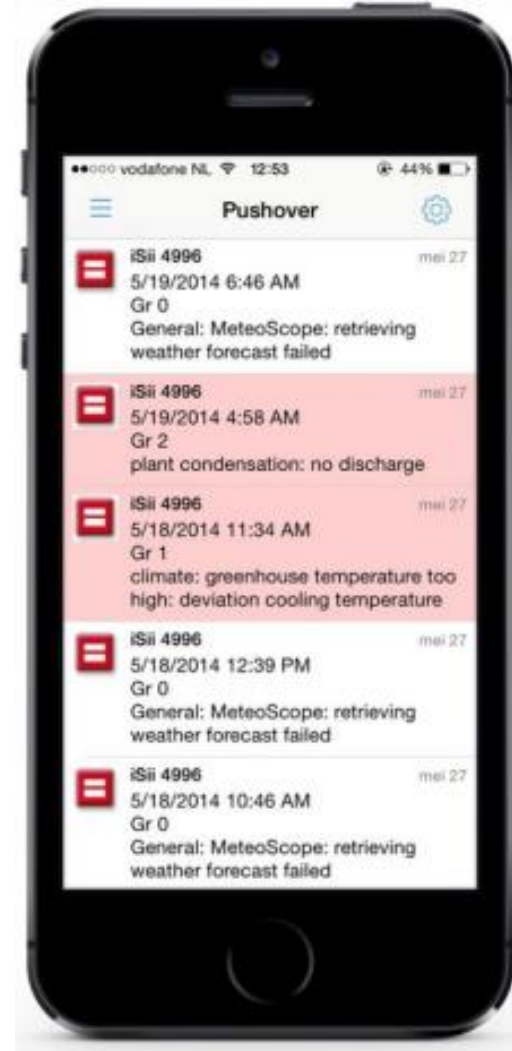 vodafone NL 12:53 44%
Pushover
iSii 4996 mei 27
5/19/2014 6:46 AM
Gr 0
General: MeteoScope: retrieving
weather forecast failed
iSii 4996 mei 27
5/19/2014 4:58 AM
Gr 2
plant condensation: no discharge
iSii 4996 mei 27
5/18/2014 11:34 AM
Gr 1
climate: greenhouse temperature too
high: deviation cooling temperature
iSii 4996 mei 27
5/18/2014 12:39 PM
Gr 0
General: MeteoScope: retrieving
weather forecast failed
iSii 4996 mei 27
5/18/2014 10:46 AM
Gr 0
General: MeteoScope: retrieving
weather forecast failed